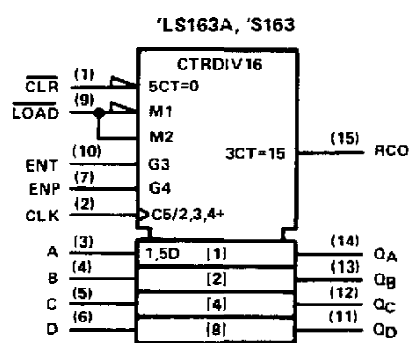 'LS163A, 'S163
CTRDIV16
CLR (1) 5CT=0
LOAD (9) M1
M2
3CT=15 (15) RCO
ENT (10) G3
ENP (7) G4
CLK (2) C5/2,3,4+
A (3) 1,5D [1] (14) QA
B (4) [2] (13) QB
C (5) [4] (12) QC
D (6) [8] (11) QD